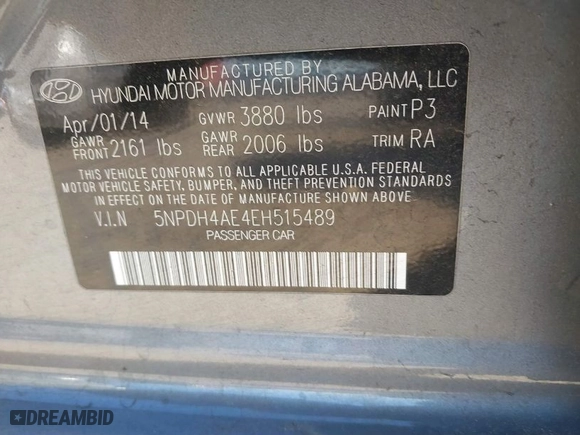 MANUFACTURED BY
HYUNDAI MOTOR MANUFACTURING ALABAMA, LLC
Apr/01/14 GVWR 3880 lbs PAINT P3
GAWR FRONT 2161 lbs GAWR REAR 2006 lbs TRIM RA
THIS VEHICLE CONFORMS TO ALL APPLICABLE U.S.A. FEDERAL
MOTOR VEHICLE SAFETY, BUMPER, AND THEFT PREVENTION
STANDARDS IN EFFECT ON THE DATE OF MANUFACTURE SHOWN ABOVE.
V.I.N 5NPDH4AE4EH515489
PASSENGER CAR
DREAMBID